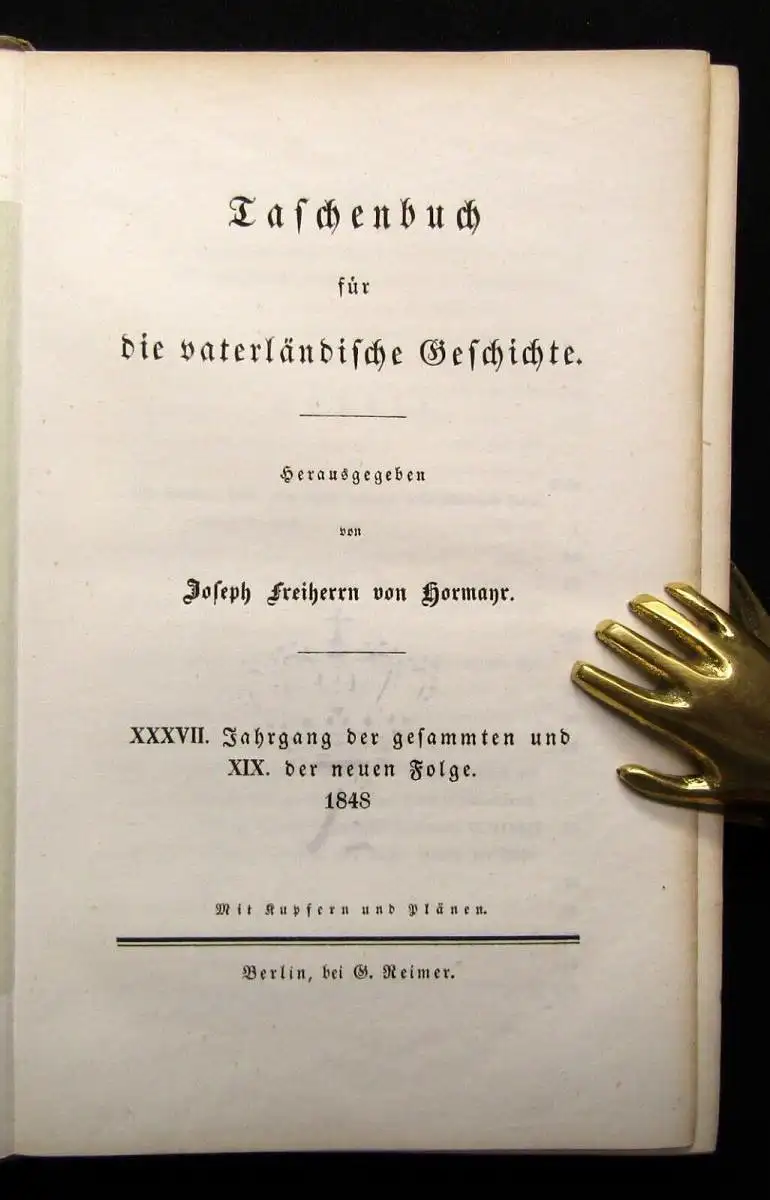 Taschenbuch
für
die vaterländische Geschichte.
Herausgegeben
von
Joseph Freiherrn von Hormayr.
XXXVII. Jahrgang der gesammten und
XIX. der neuen Folge.
1848
Mit Kupfern und Plänen.
Berlin, bei G. Reimer.